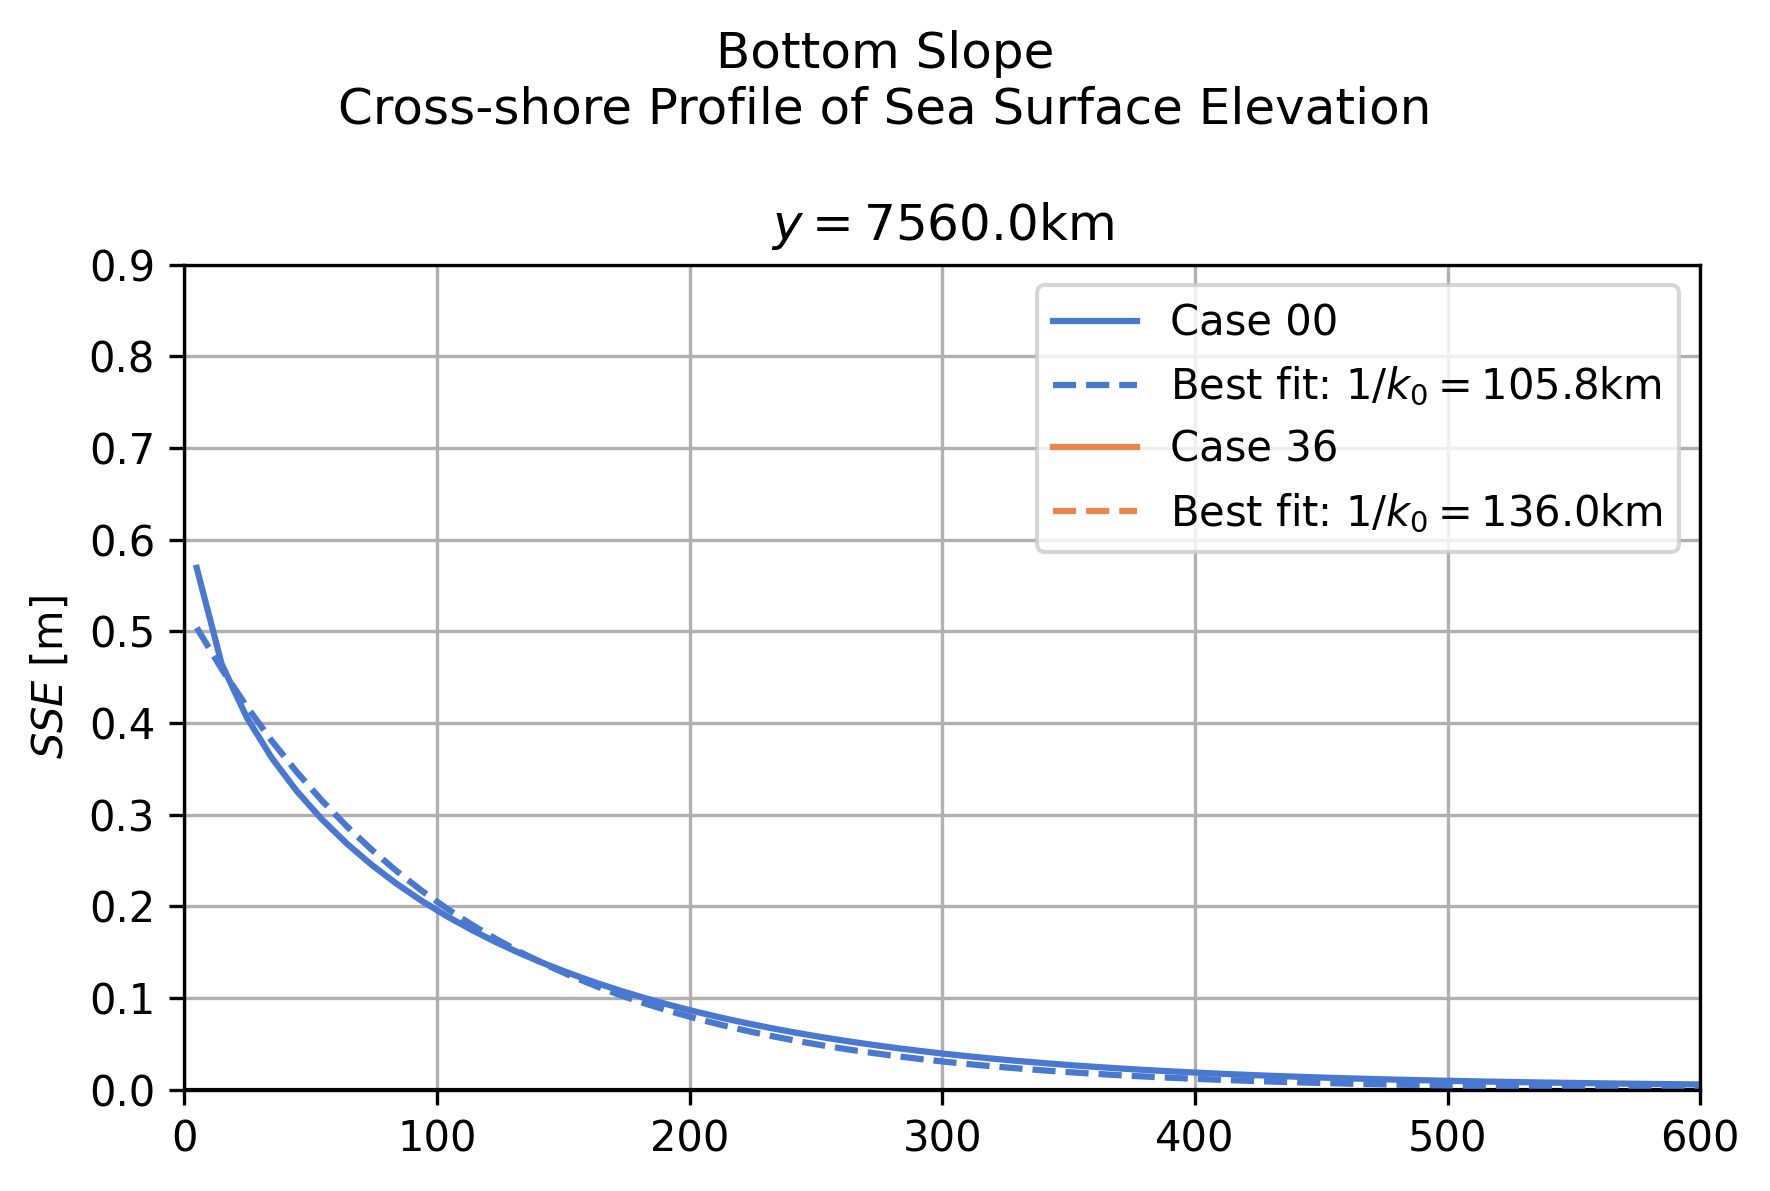 Bottom Slope
Cross-shore Profile of Sea Surface Elevation
y = 7560.0km
0.9
0.8
0.7
0.6
0.5
0.4
0.3
0.2
0.1
0.0
SSE [m]
Case 00
Best fit: 1/k₀ = 105.8km
Case 36
Best fit: 1/k₀ = 136.0km
0 100 200 300 400 500 600